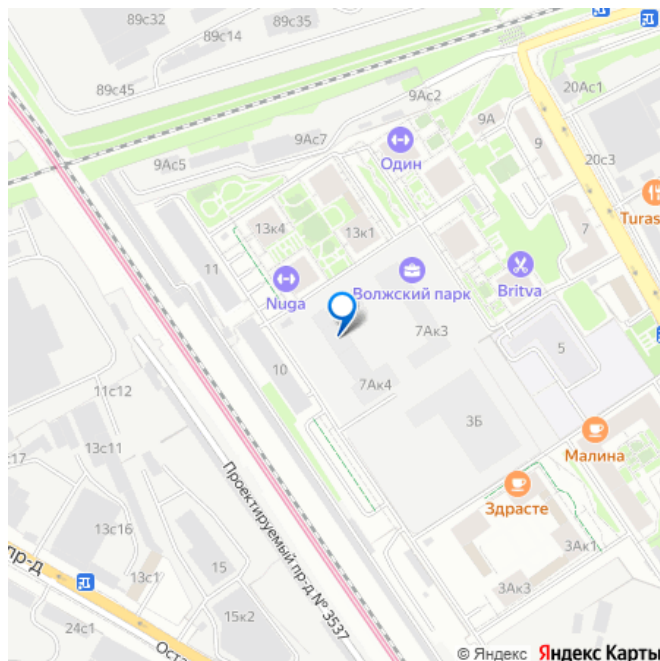 89с32
89с14
89с35
89с45
9Ас2
20Ас1
9А
9Ас7
9
9Ас5
Один
20с3
Turas
13к4
13к1
7
11
Nuga
Волжский парк
Britva
7Ак3
5
10
7Ак4
11с12
3Б
13с11
Малина
с17
Здрасте
Проектируемый пр-д № 3537
13с16
3Ак1
пр-д
13с1
15
3Ак3
15к2
24с1
Оста
© Яндекс Яндекс Карты